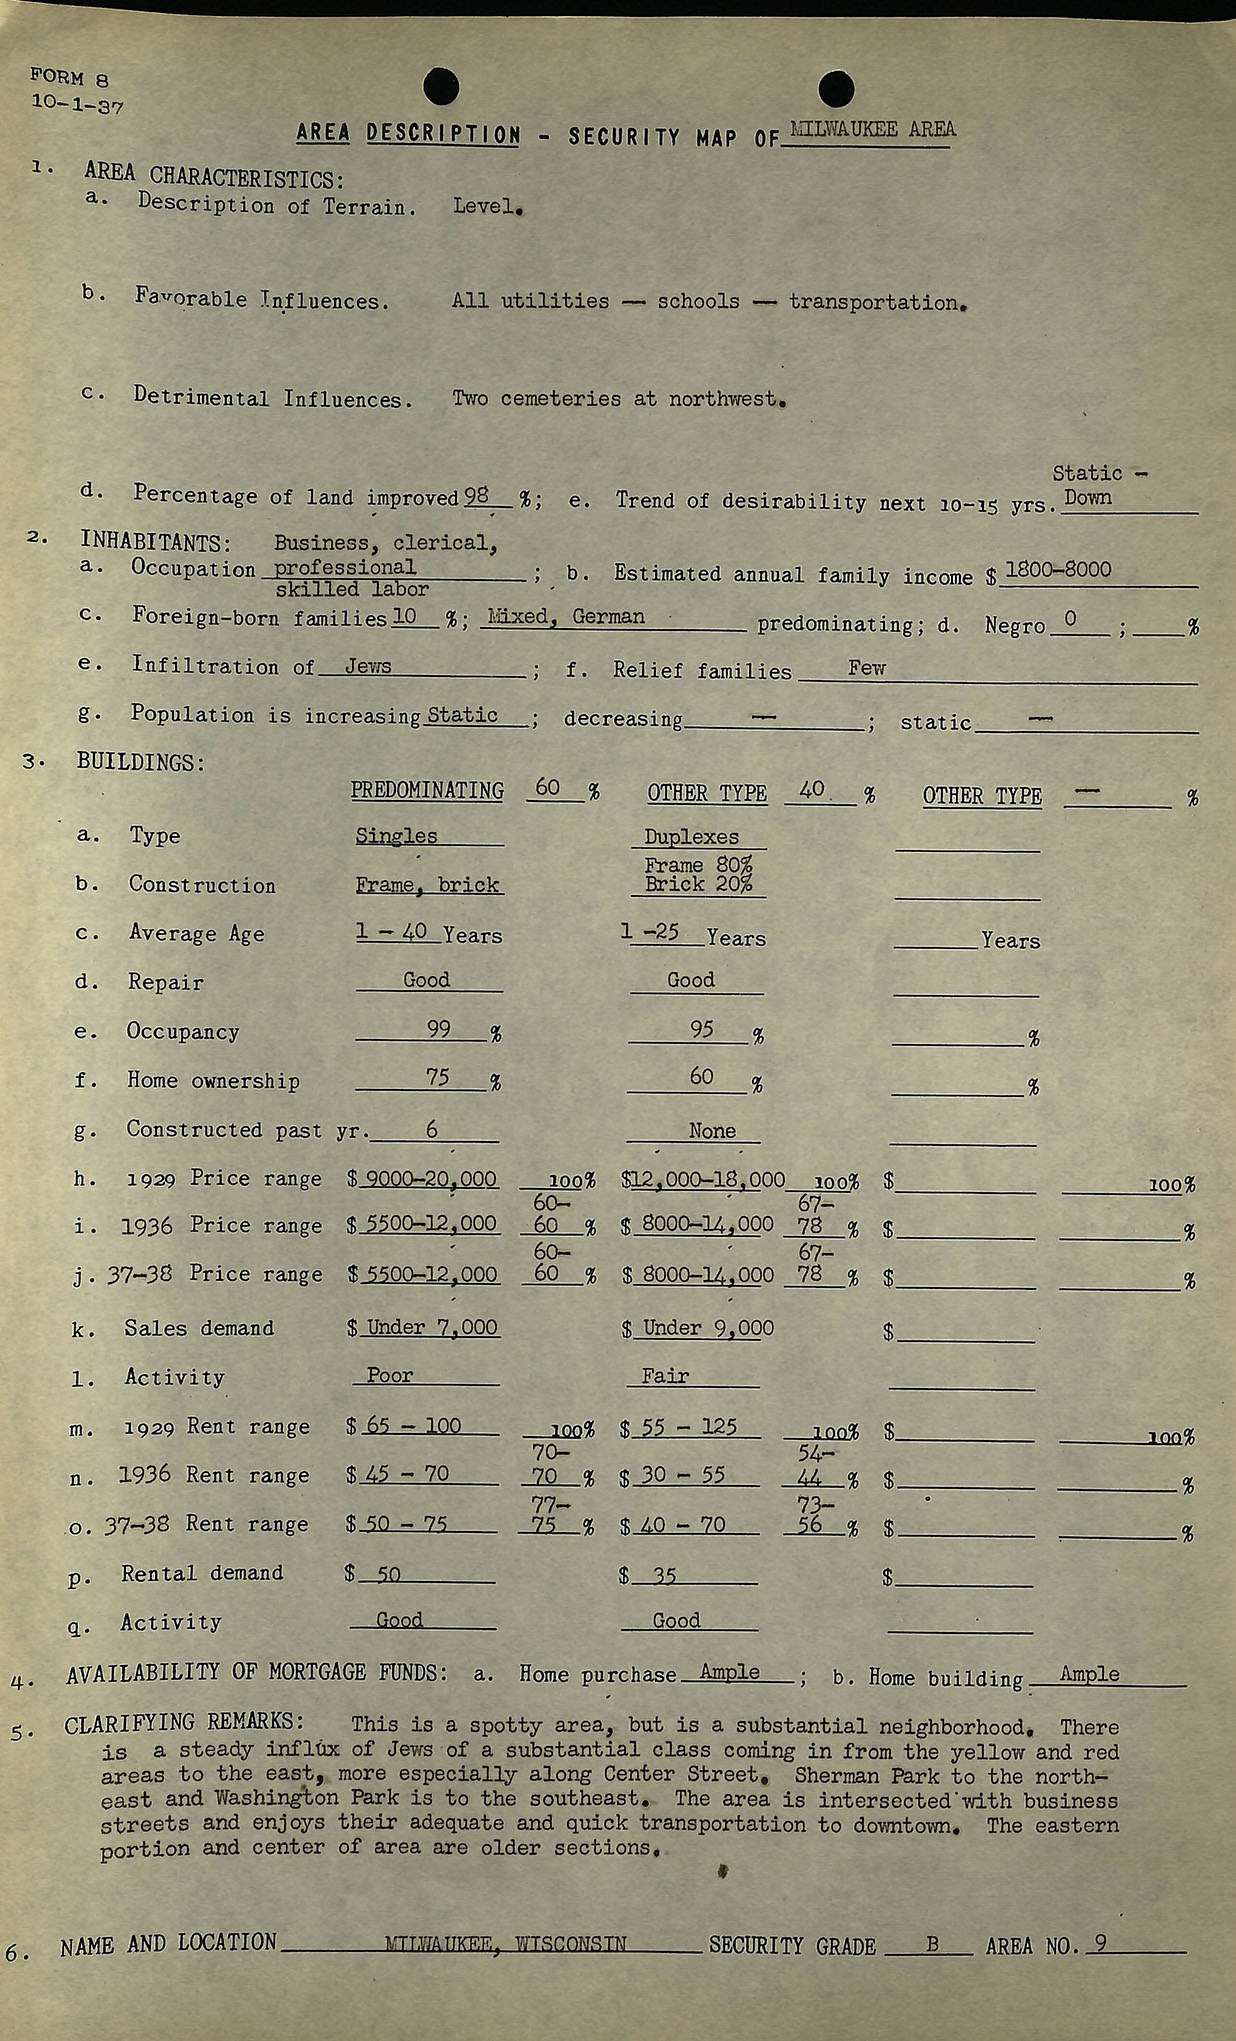 FORM 8
10-1-37
AREA DESCRIPTION - SECURITY MAP OF MILWAUKEE AREA
1. AREA CHARACTERISTICS:
a. Description of Terrain. Level.
b. Favorable Influences. All utilities — schools — transportation.
c. Detrimental Influences. Two cemeteries at northwest.
Static -
d. Percentage of land improved 98 %; e. Trend of desirability next 10-15 yrs. Down
2. INHABITANTS: Business, clerical,
a. Occupation professional ; b. Estimated annual family income $ 1800-8000
skilled labor
c. Foreign-born families 10 %; Mixed, German predominating; d. Negro 0 ; %
e. Infiltration of Jews ; f. Relief families Few
g. Population is increasing Static ; decreasing — ; static —
3. BUILDINGS:
PREDOMINATING 60 % OTHER TYPE 40 % OTHER TYPE — %
a. Type Singles Duplexes
Frame 80%
b. Construction Frame, brick Brick 20%
c. Average Age 1 - 40 Years 1 -25 Years Years
d. Repair Good Good
e. Occupancy 99 % 95 % %
f. Home ownership 75 % 60 % %
g. Constructed past yr. 6 None
h. 1929 Price range $ 9000-20,000 100% $12,000-18,000 100% $ 100%
60- 67-
i. 1936 Price range $ 5500-12,000 60 % $ 8000-14,000 78 % $ %
60- 67-
j. 37-38 Price range $ 5500-12,000 60 % $ 8000-14,000 78 % $ %
k. Sales demand $ Under 7,000 $ Under 9,000 $
l. Activity Poor Fair
m. 1929 Rent range $ 65 - 100 100% $ 55 - 125 100% $ 100%
70- 54-
n. 1936 Rent range $ 45 - 70 70 % $ 30 - 55 44 % $ %
77- 73-
o. 37-38 Rent range $ 50 - 75 75 % $ 40 - 70 56 % $ %
p. Rental demand $ 50 $ 35 $
q. Activity Good Good
4. AVAILABILITY OF MORTGAGE FUNDS: a. Home purchase Ample ; b. Home building Ample
5. CLARIFYING REMARKS: This is a spotty area, but is a substantial neighborhood. There
is a steady influx of Jews of a substantial class coming in from the yellow and red
areas to the east, more especially along Center Street. Sherman Park to the north-
east and Washington Park is to the southeast. The area is intersected with business
streets and enjoys their adequate and quick transportation to downtown. The eastern
portion and center of area are older sections.
6. NAME AND LOCATION MILWAUKEE, WISCONSIN SECURITY GRADE B AREA NO. 9